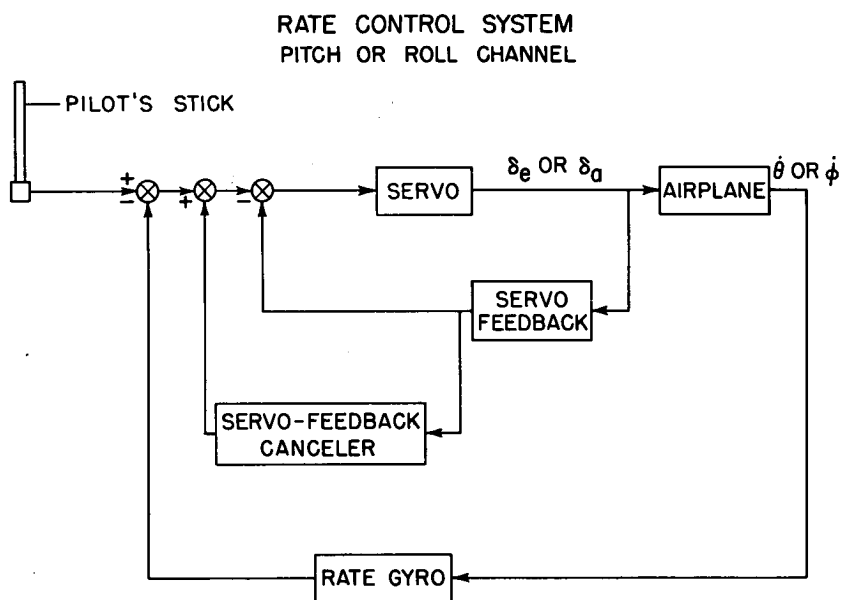 RATE CONTROL SYSTEM
PITCH OR ROLL CHANNEL
PILOT'S STICK
+
−
+
−
SERVO
δe OR δa
AIRPLANE
θ̇ OR φ̇
SERVO
FEEDBACK
SERVO-FEEDBACK
CANCELER
RATE GYRO